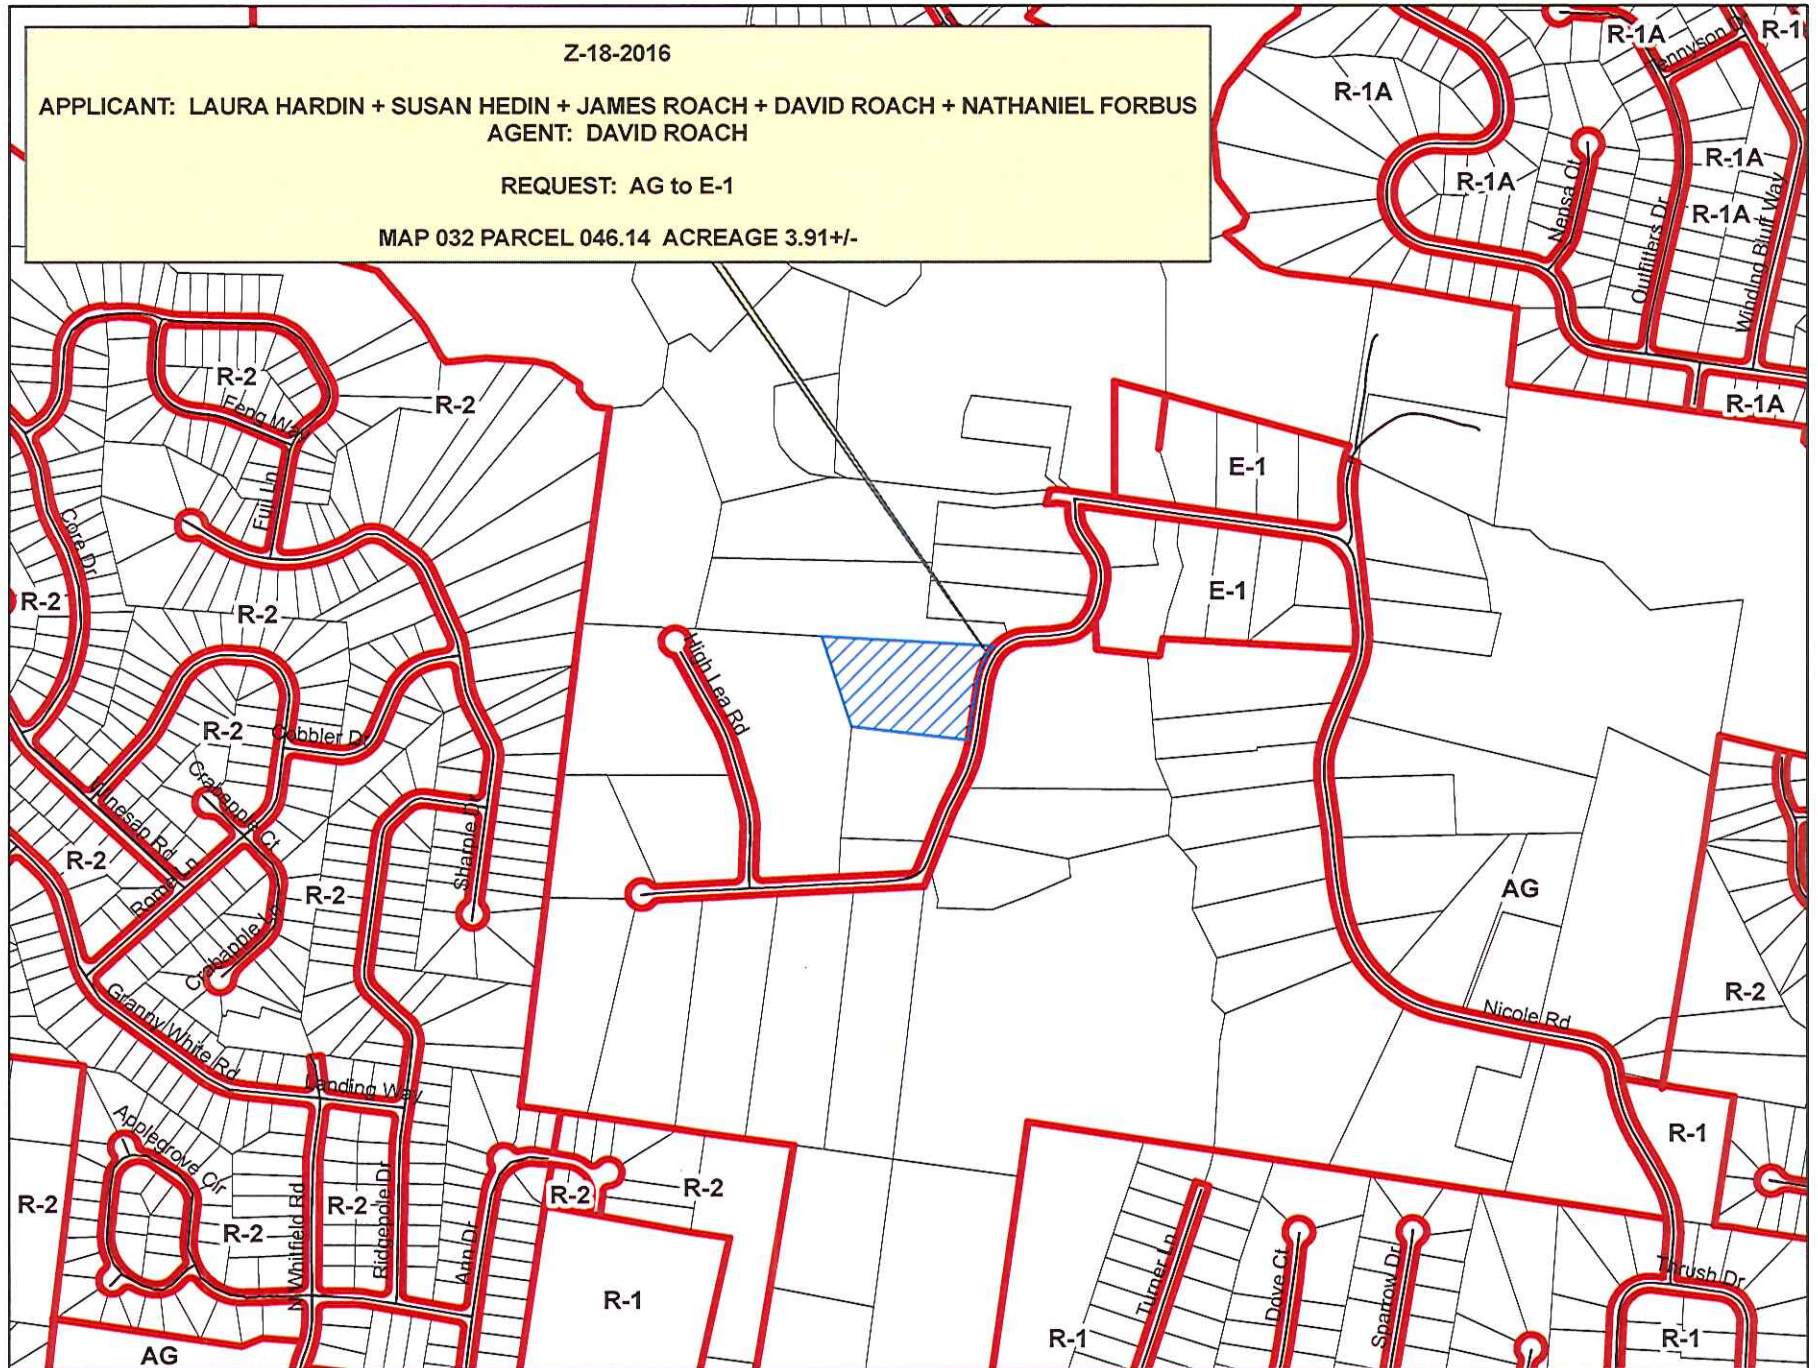 Z-18-2016
APPLICANT: LAURA HARDIN + SUSAN HEDIN + JAMES ROACH + DAVID ROACH + NATHANIEL FORBUS
AGENT: DAVID ROACH
REQUEST: AG to E-1
MAP 032 PARCEL 046.14 ACREAGE 3.91+/-
R-1A
R-1
R-1A
R-1A
R-1A
R-1A
Outfitters Dr
Winding Bluff Way
R-1A
R-2
Feng Way
R-2
Fuji Ln
Core Dr
E-1
E-1
R-2
R-2
High Lea Rd
R-2
Cobbler Dr
Crabapple Ct
Winesap Rd
R-2
R-2
Sharpie Dr
Crabapple Ln
AG
R-2
Granny White Rd
Nicole Rd
Landing Way
Applegrove Cir
R-1
R-2
R-2
R-2
R-2
R-2
N Whitfield Rd
Ridgepole Dr
Ann Dr
Turner Ln
Dove Ct
Sparrow Dr
Thrush Dr
R-1
R-1
R-1
AG